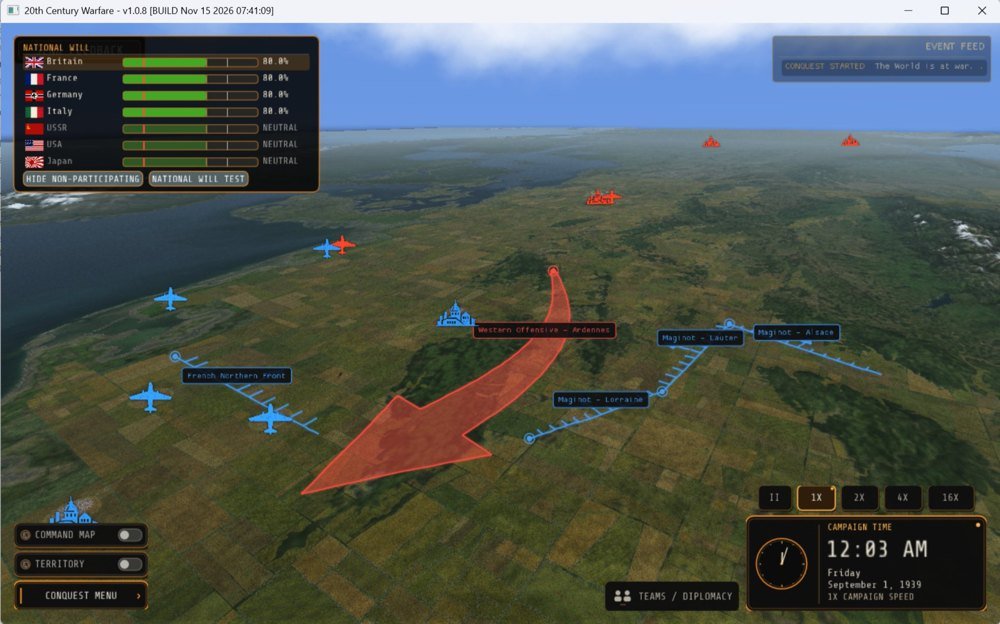 20th Century Warfare - v1.0.8 [BUILD Nov 15 2026 07:41:09]
NATIONAL WILL
Britain 80.0%
France 80.0%
Germany 80.0%
Italy 80.0%
USSR NEUTRAL
USA NEUTRAL
Japan NEUTRAL
HIDE NON-PARTICIPATING NATIONAL WILL TEST
EVENT FEED
CONQUEST STARTED The World is at war...
Western Offensive - Ardennes
Maginot - Lauter
Maginot - Alsace
French Northern Front
Maginot - Lorraine
COMMAND MAP
TERRITORY
CONQUEST MENU
TEAMS / DIPLOMACY
II 1X 2X 4X 16X
CAMPAIGN TIME
12:03 AM
Friday
September 1, 1939
1X CAMPAIGN SPEED